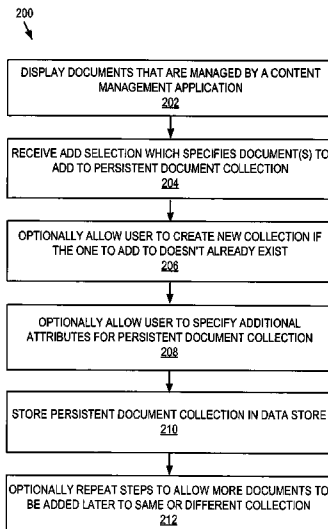 200
DISPLAY DOCUMENTS THAT ARE MANAGED BY A CONTENT
MANAGEMENT APPLICATION
202
RECEIVE ADD SELECTION WHICH SPECIFIES DOCUMENT(S) TO
ADD TO PERSISTENT DOCUMENT COLLECTION
204
OPTIONALLY ALLOW USER TO CREATE NEW COLLECTION IF
THE ONE TO ADD TO DOESN'T ALREADY EXIST
206
OPTIONALLY ALLOW USER TO SPECIFY ADDITIONAL
ATTRIBUTES FOR PERSISTENT DOCUMENT COLLECTION
208
STORE PERSISTENT DOCUMENT COLLECTION IN DATA STORE
210
OPTIONALLY REPEAT STEPS TO ALLOW MORE DOCUMENTS TO
BE ADDED LATER TO SAME OR DIFFERENT COLLECTION
212